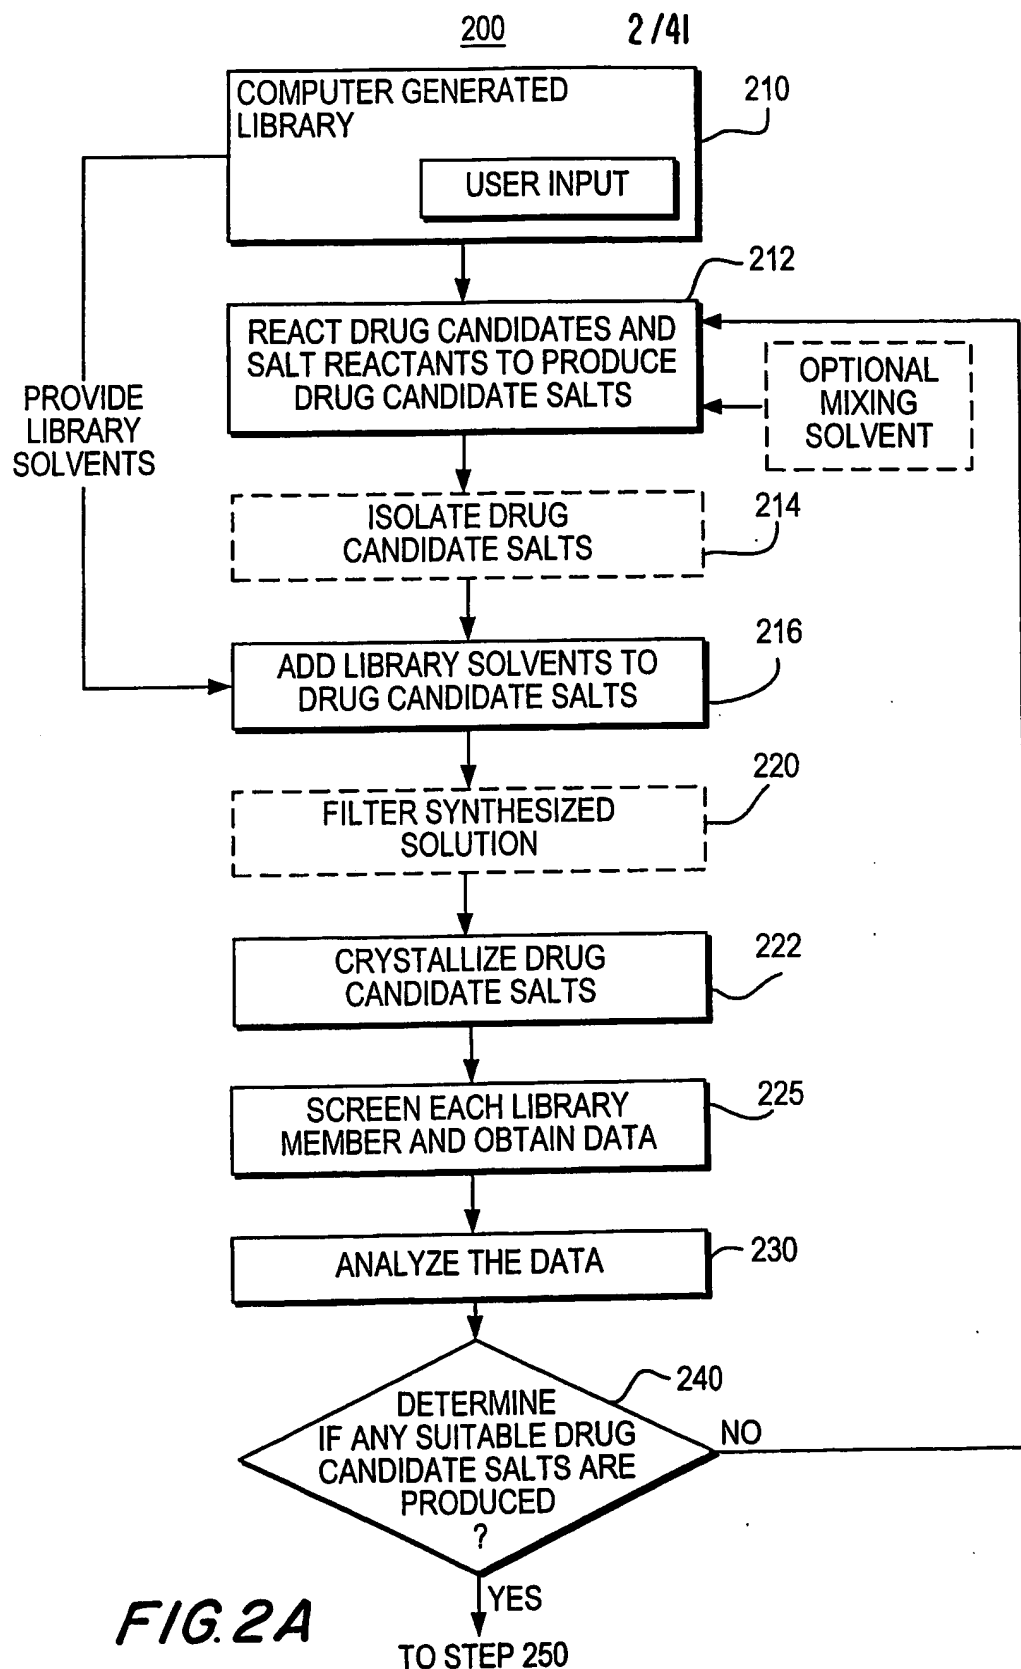 200
2/41
COMPUTER GENERATED
LIBRARY
210
USER INPUT
212
REACT DRUG CANDIDATES AND
SALT REACTANTS TO PRODUCE
DRUG CANDIDATE SALTS
OPTIONAL
MIXING
SOLVENT
PROVIDE
LIBRARY
SOLVENTS
ISOLATE DRUG
CANDIDATE SALTS
214
ADD LIBRARY SOLVENTS TO
DRUG CANDIDATE SALTS
216
FILTER SYNTHESIZED
SOLUTION
220
CRYSTALLIZE DRUG
CANDIDATE SALTS
222
SCREEN EACH LIBRARY
MEMBER AND OBTAIN DATA
225
ANALYZE THE DATA
230
240
DETERMINE
IF ANY SUITABLE DRUG
CANDIDATE SALTS ARE
PRODUCED
?
NO
YES
TO STEP 250
FIG. 2A